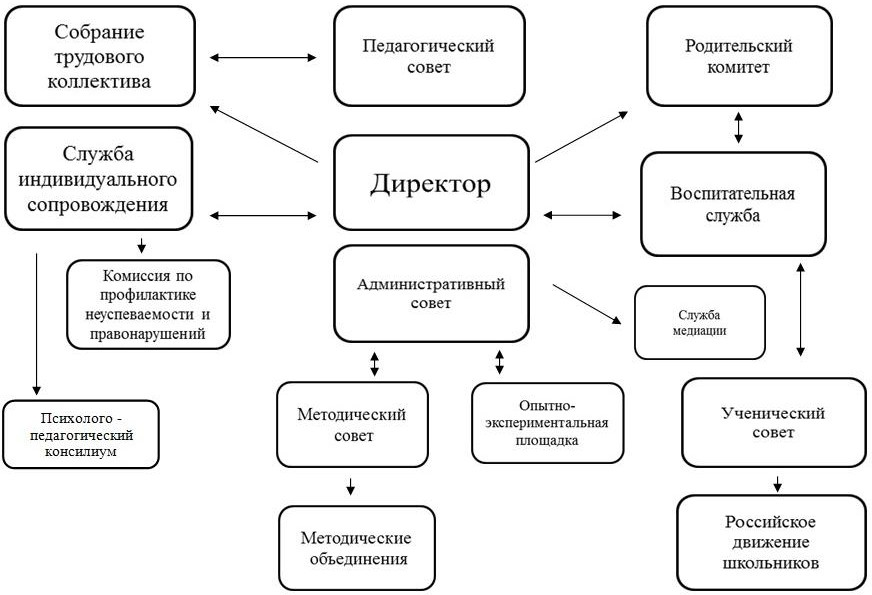 Собрание
трудового
коллектива
Педагогический
совет
Родительский
комитет
Служба
индивидуального
сопровождения
Директор
Воспитательная
служба
Комиссия по
профилактике
неуспеваемости и
правонарушений
Административный
совет
Служба
медиации
Психолого -
педагогический
консилиум
Методический
совет
Опытно-
экспериментальная
площадка
Ученический
совет
Методические
объединения
Российское
движение
школьников